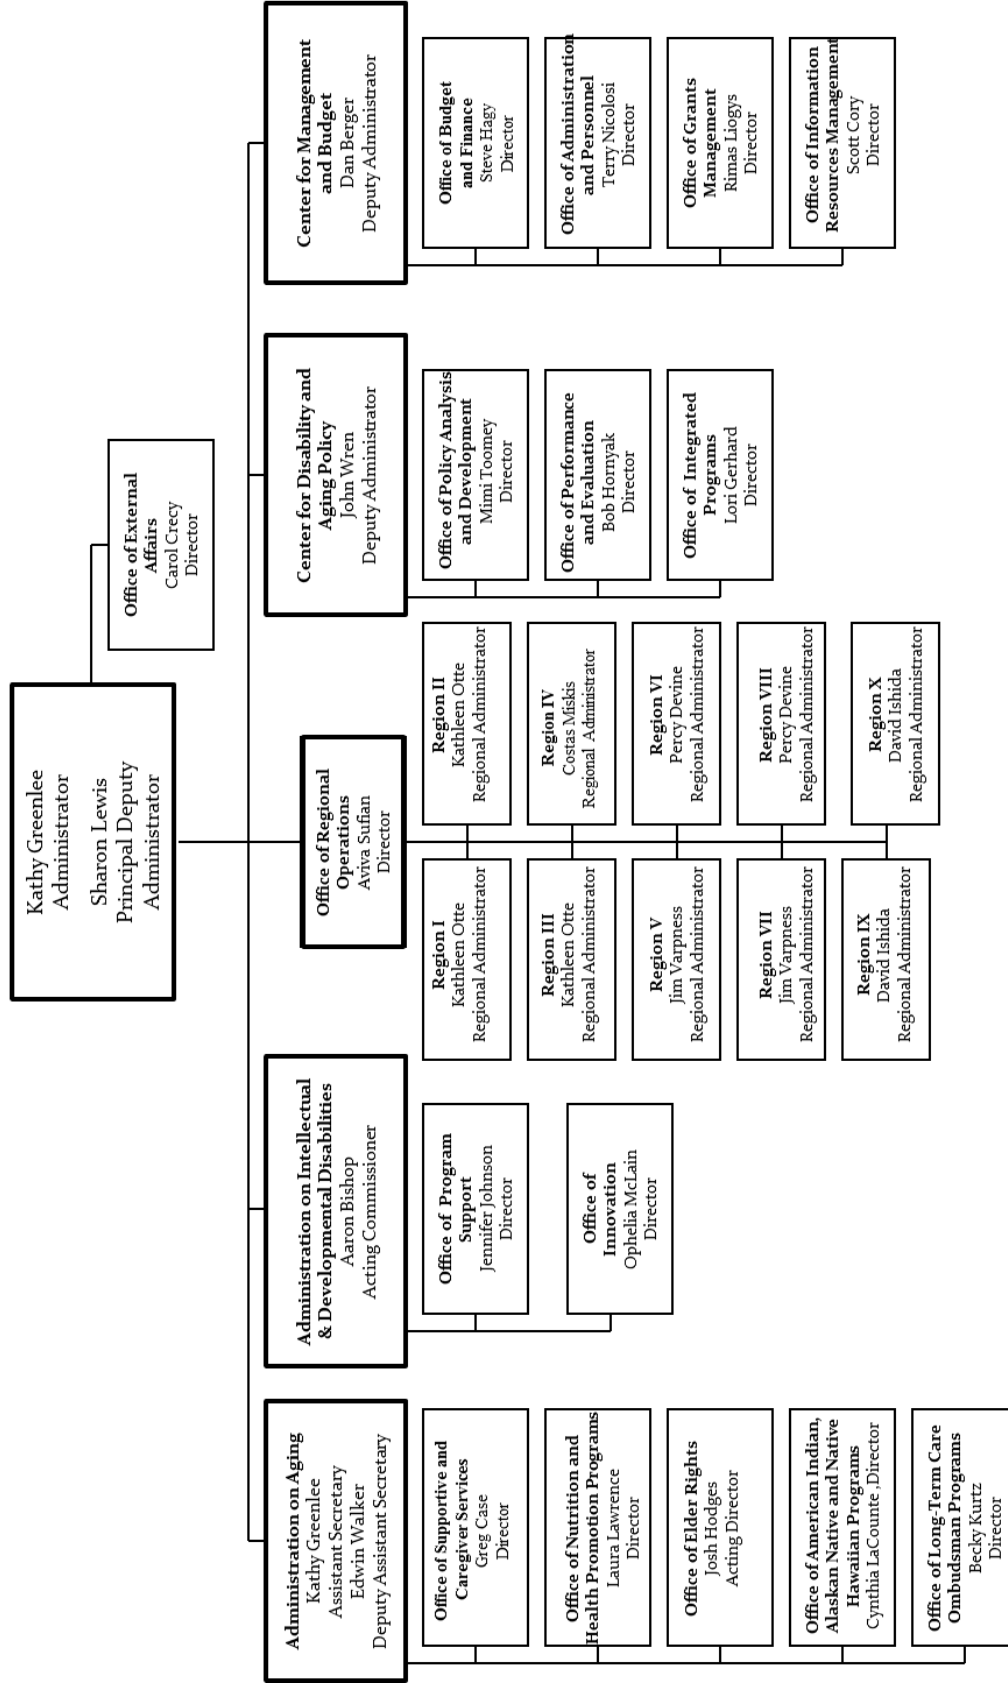 Kathy Greenlee
Administrator
Sharon Lewis
Principal Deputy
Administrator
Office of External
Affairs
Carol Crecy
Director
Administration on Aging
Kathy Greenlee
Assistant Secretary
Edwin Walker
Deputy Assistant Secretary
Office of Supportive and
Caregiver Services
Greg Case
Director
Office of Nutrition and
Health Promotion Programs
Laura Lawrence
Director
Office of Elder Rights
Josh Hodges
Acting Director
Office of American Indian,
Alaskan Native and Native
Hawaiian Programs
Cynthia LaCounte ,Director
Office of Long-Term Care
Ombudsman Programs
Becky Kurtz
Director
Administration on Intellectual
& Developmental Disabilities
Aaron Bishop
Acting Commissioner
Office of Program
Support
Jennifer Johnson
Director
Office of
Innovation
Ophelia McLain
Director
Office of Regional
Operations
Aviva Sufian
Director
Region I
Kathleen Otte
Regional Administrator
Region II
Kathleen Otte
Regional Administrator
Region III
Kathleen Otte
Regional Administrator
Region IV
Costas Miskis
Regional Administrator
Region V
Jim Varpness
Regional Administrator
Region VI
Percy Devine
Regional Administrator
Region VII
Jim Varpness
Regional Administrator
Region VIII
Percy Devine
Regional Administrator
Region IX
David Ishida
Regional Administrator
Region X
David Ishida
Regional Administrator
Center for Disability and
Aging Policy
John Wren
Deputy Administrator
Office of Policy Analysis
and Development
Mimi Toomey
Director
Office of Performance
and Evaluation
Bob Hornyak
Director
Office of Integrated
Programs
Lori Gerhard
Director
Center for Management
and Budget
Dan Berger
Deputy Administrator
Office of Budget
and Finance
Steve Hagy
Director
Office of Administration
and Personnel
Terry Nicolosi
Director
Office of Grants
Management
Rimas Liogys
Director
Office of Information
Resources Management
Scott Cory
Director